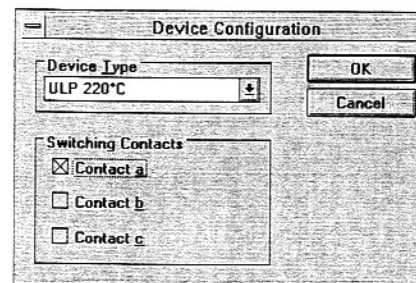 Device Configuration
Device Type
ULP 220*C
OK
Cancel
Switching Contacts
Contact a
Contact b
Contact c